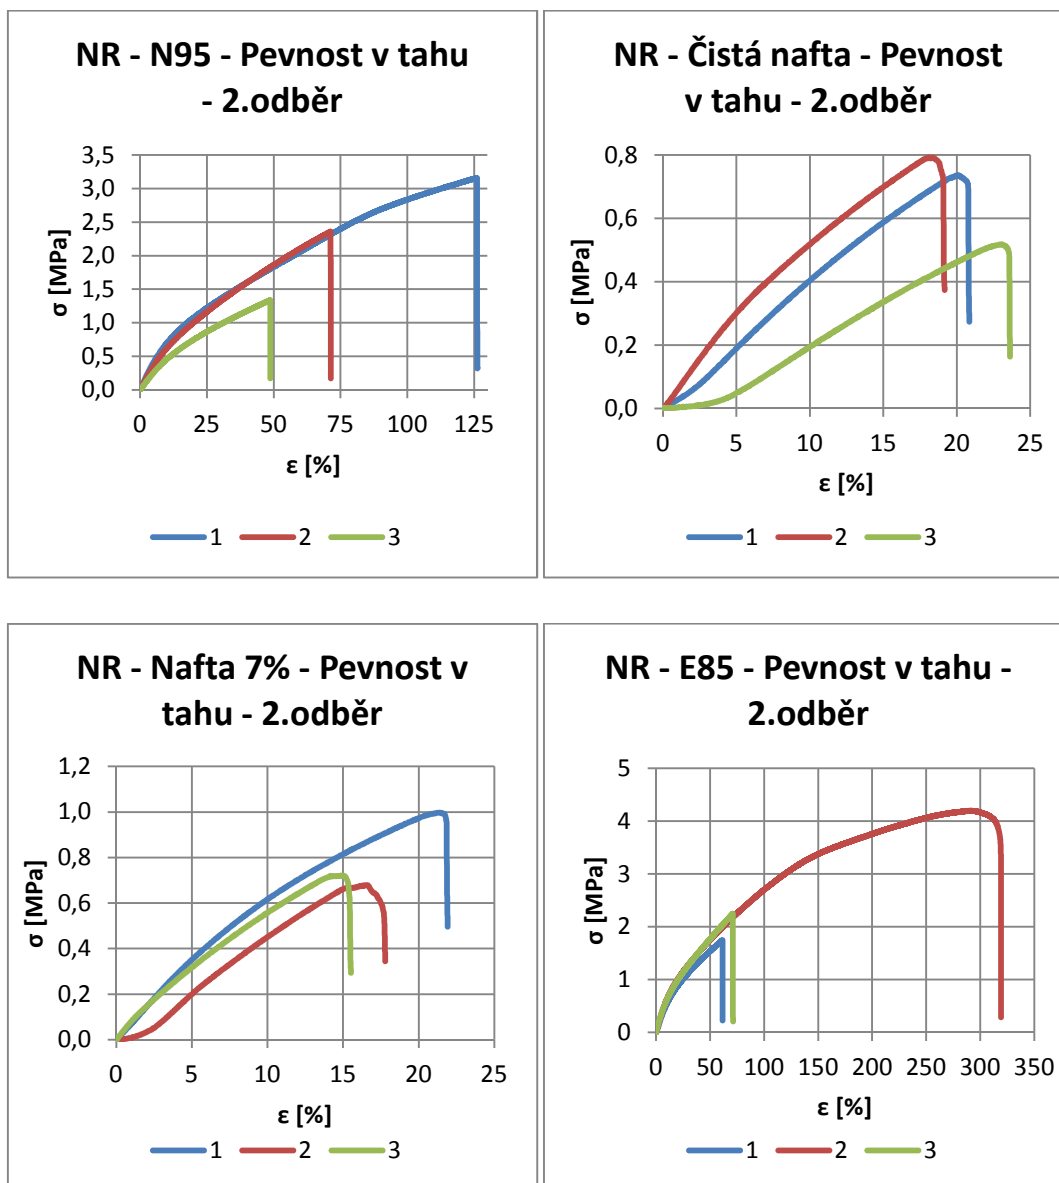 NR - N95 - Pevnost v tahu
- 2.odběr
3,5
3,0
2,5
2,0
1,5
1,0
0,5
0,0
σ [MPa]
0 25 50 75 100 125
ε [%]
1 2 3
NR - Čistá nafta - Pevnost
v tahu - 2.odběr
0,8
0,6
0,4
0,2
0,0
σ [MPa]
0 5 10 15 20 25
ε [%]
1 2 3
NR - Nafta 7% - Pevnost v
tahu - 2.odběr
1,2
1,0
0,8
0,6
0,4
0,2
0,0
σ [MPa]
0 5 10 15 20 25
ε [%]
1 2 3
NR - E85 - Pevnost v tahu -
2.odběr
5
4
3
2
1
0
σ [MPa]
0 50 100 150 200 250 300 350
ε [%]
1 2 3